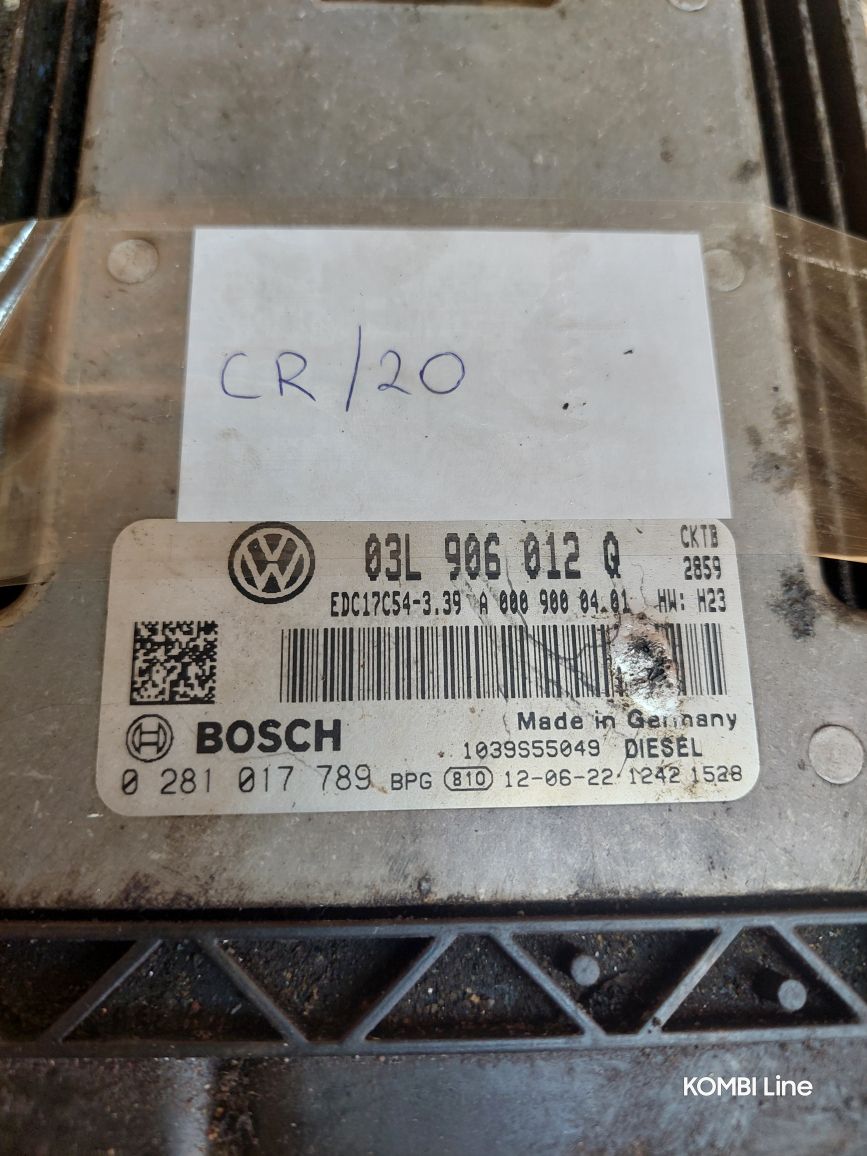 CR/20
03L 906 012 Q
CKTB
2859
EDC17C54-3.39 A 000 900 04 01 HW: H23
BOSCH
Made in Germany
1039S55049 DIESEL
0 281 017 789 BPG 810 12-06-22 1242 1528
KOMBI Line